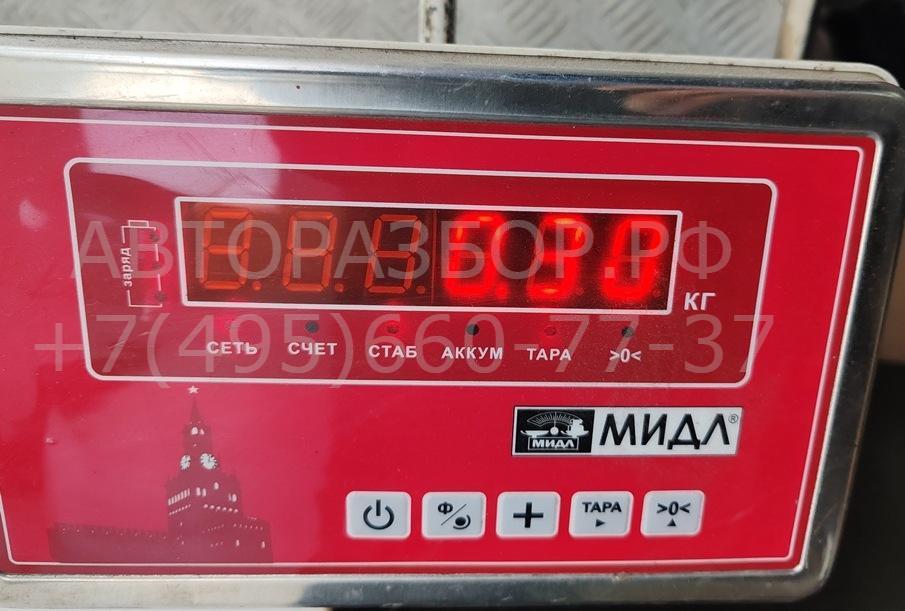 АВТОРАЗБОР.РФ
заряд
кг
+7(495)660-77-37
СЕТЬ СЧЕТ СТАБ АККУМ ТАРА >0<
МИДЛ МИДЛ®
Ф ТАРА >0<